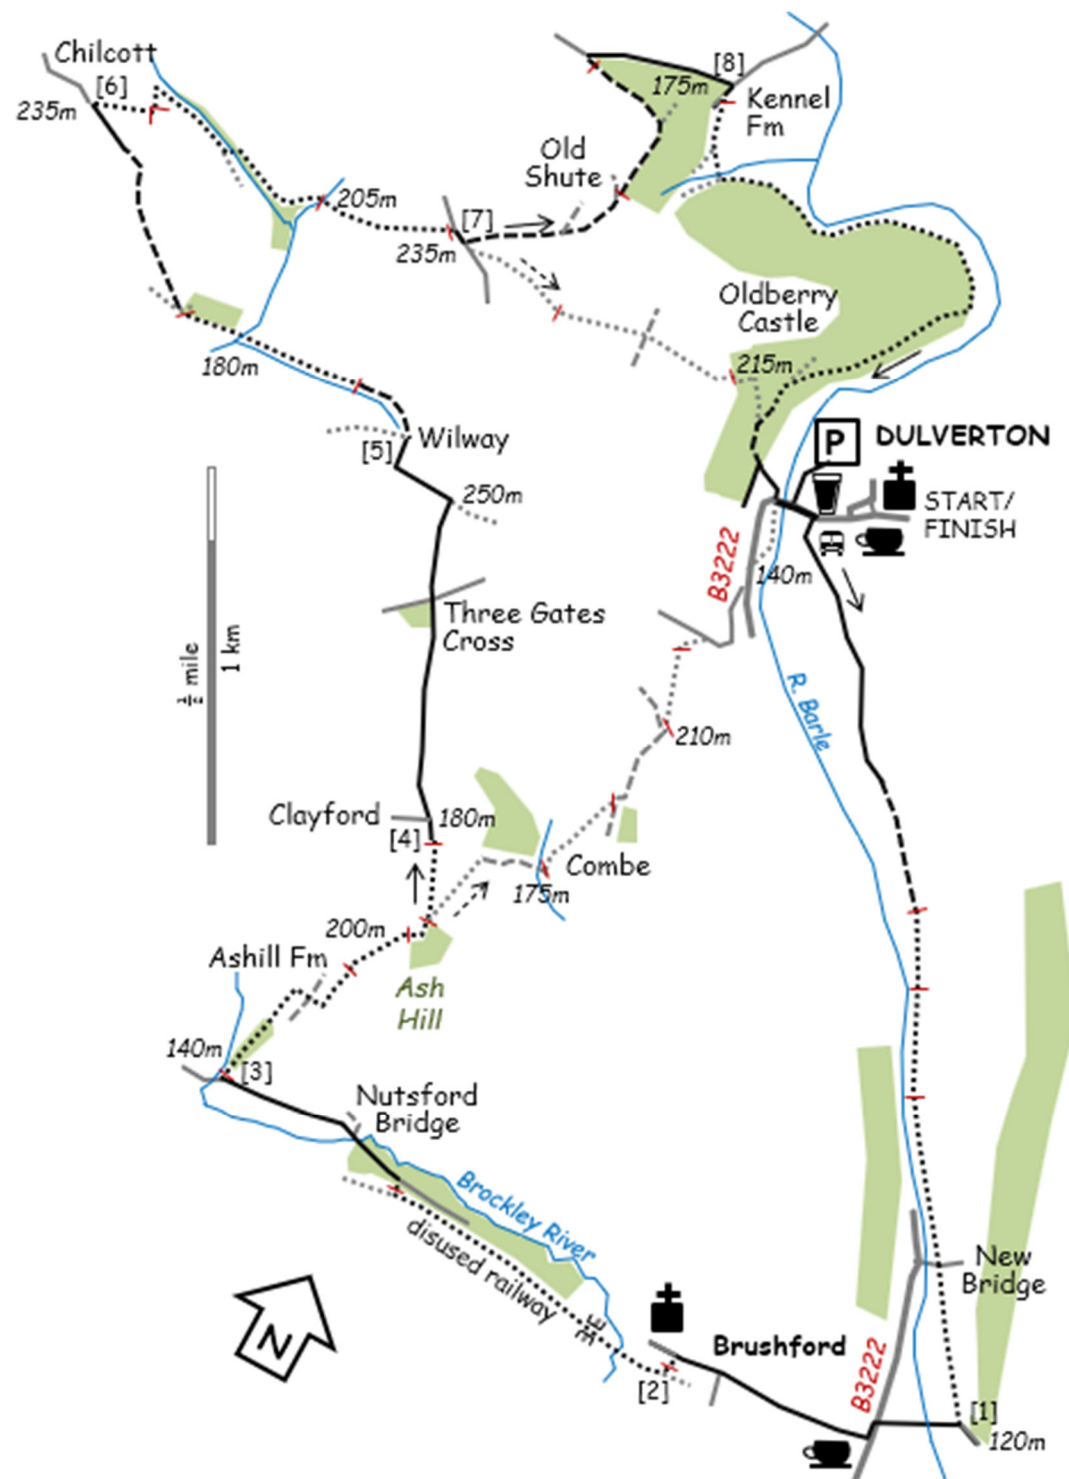 Chilcott
[6]
235m
[8]
175m
Kennel
Fm
Old
Shute
205m
[7]
235m
Oldberry
Castle
215m
180m
Wilway
[5]
250m
P
DULVERTON
START/
FINISH
B3222
140m
Three Gates
Cross
½ mile
1 km
R. Barle
210m
Clayford
180m
[4]
Combe
175m
200m
Ashill Fm
Ash
Hill
140m
[3]
Nutsford
Bridge
Brockley River
disused railway
New
Bridge
N
Brushford
B3222
[2]
[1]
120m